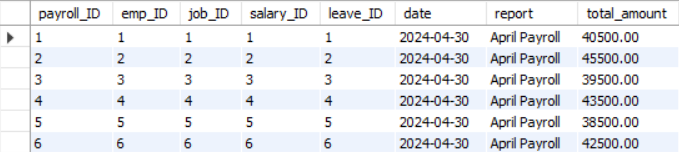 payroll_ID emp_ID job_ID salary_ID leave_ID date report total_amount
1 1 1 1 1 2024-04-30 April Payroll 40500.00
2 2 2 2 2 2024-04-30 April Payroll 45500.00
3 3 3 3 3 2024-04-30 April Payroll 39500.00
4 4 4 4 4 2024-04-30 April Payroll 43500.00
5 5 5 5 5 2024-04-30 April Payroll 38500.00
6 6 6 6 6 2024-04-30 April Payroll 42500.00